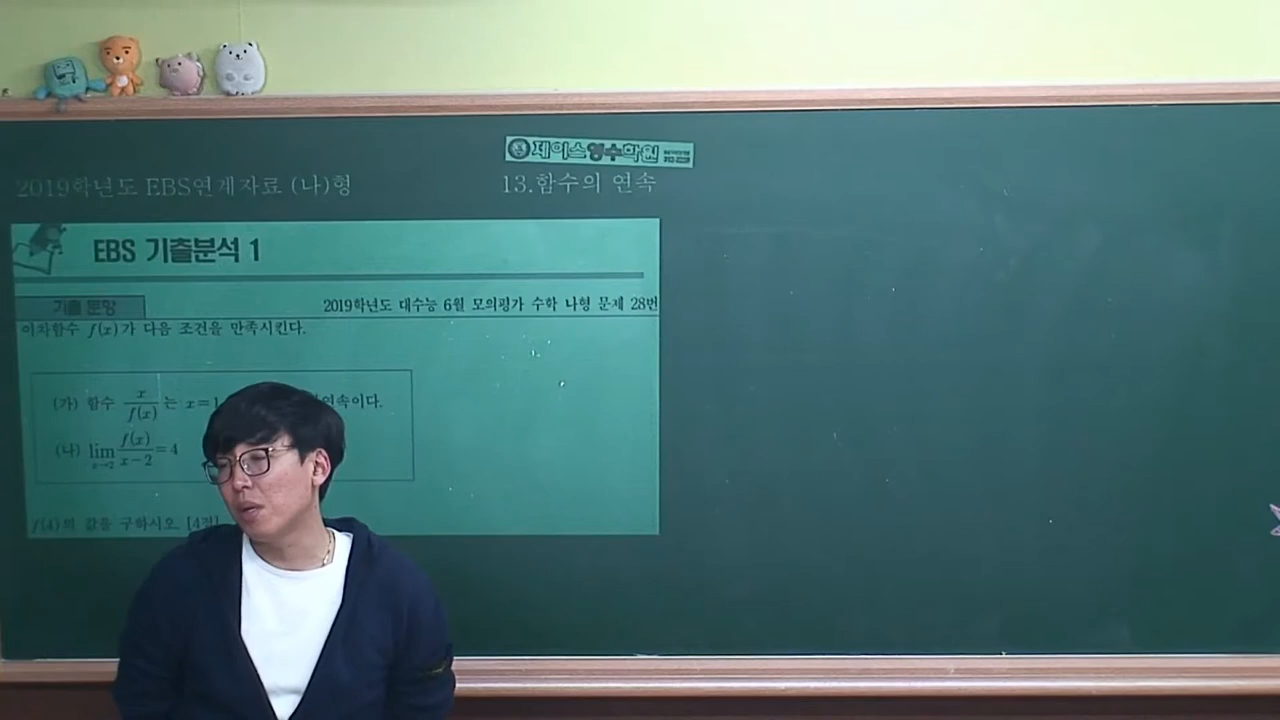 제이스영수학원
2019학년도 EBS연계자료 (나)형
13.함수의 연속
EBS 기출분석 1
기출 문항
2019학년도 대수능 6월 모의평가 수학 나형 문제 28번
이차함수 f(x)가 다음 조건을 만족시킨다.
(가) 함수 x/f(x) 는 x=1 연속이다.
(나) lim x→2 f(x)/x−2 = 4
f(4)의 값을 구하시오. [4점]